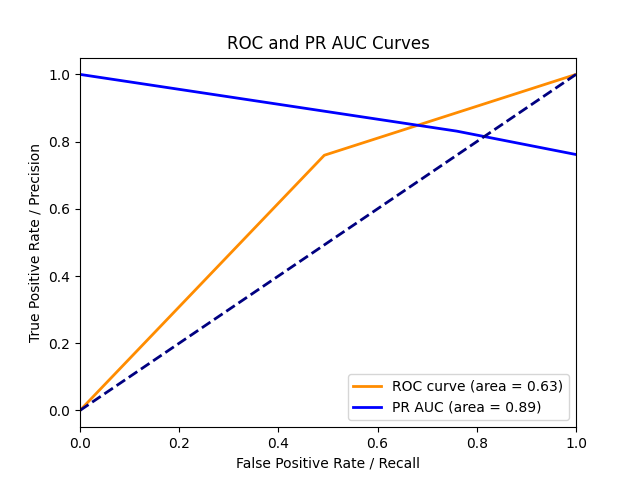 ROC and PR AUC Curves
True Positive Rate / Precision
1.0
0.8
0.6
0.4
0.2
0.0
ROC curve (area = 0.63)
PR AUC (area = 0.89)
0.0 0.2 0.4 0.6 0.8 1.0
False Positive Rate / Recall